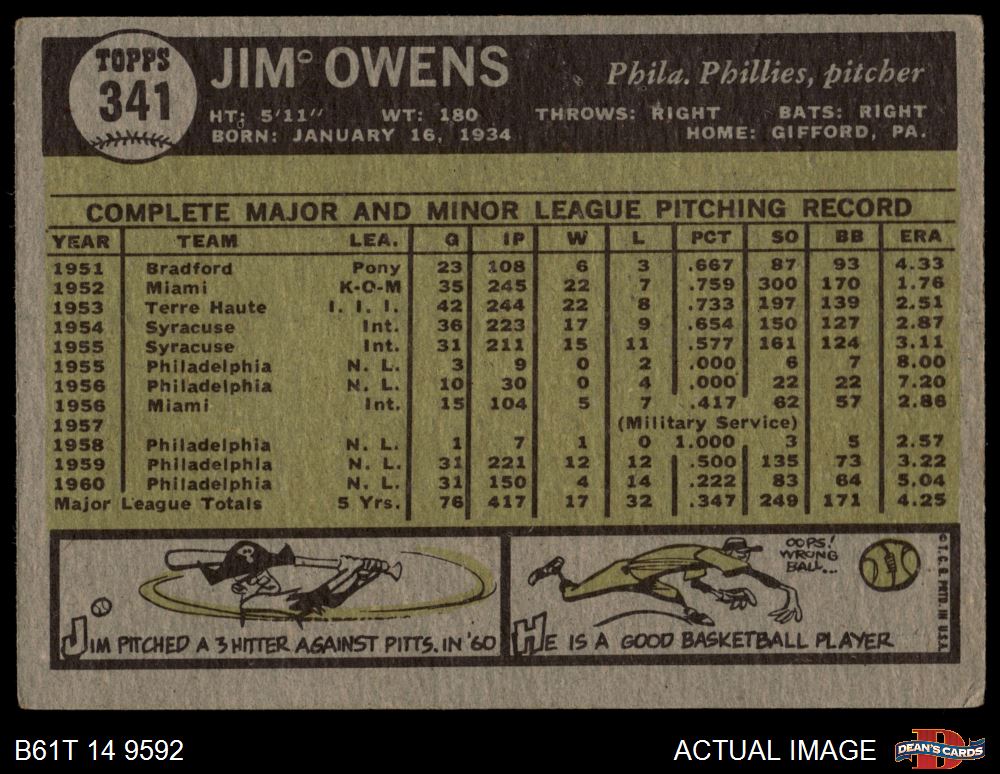 TOPPS
341
JIM OWENS
Phila. Phillies, pitcher
HT: 5'11" WT: 180 THROWS: RIGHT BATS: RIGHT
BORN: JANUARY 16, 1934 HOME: GIFFORD, PA.
COMPLETE MAJOR AND MINOR LEAGUE PITCHING RECORD
YEAR TEAM LEA. G IP W L PCT SO BB ERA
1951 Bradford Pony 23 108 6 3 .667 87 93 4.33
1952 Miami K-O-M 35 245 22 7 .759 300 170 1.76
1953 Terre Haute I. I. I. 42 244 22 8 .733 197 139 2.51
1954 Syracuse Int. 36 223 17 9 .654 150 127 2.87
1955 Syracuse Int. 31 211 15 11 .577 161 124 3.11
1955 Philadelphia N. L. 3 9 0 2 .000 6 7 8.00
1956 Philadelphia N. L. 10 30 0 4 .000 22 22 7.20
1956 Miami Int. 15 104 5 7 .417 62 57 2.86
1957 (Military Service)
1958 Philadelphia N. L. 1 7 1 0 1.000 3 5 2.57
1959 Philadelphia N. L. 31 221 12 12 .500 135 73 3.22
1960 Philadelphia N. L. 31 150 4 14 .222 83 64 5.04
Major League Totals 5 Yrs. 76 417 17 32 .347 249 171 4.25
JIM PITCHED A 3 HITTER AGAINST PITTS. IN '60
OOPS!
WRONG
BALL...
HE IS A GOOD BASKETBALL PLAYER
© T. C. G. PRTD. IN U.S.A.
B61T 14 9592
ACTUAL IMAGE
D
DEAN'S CARDS